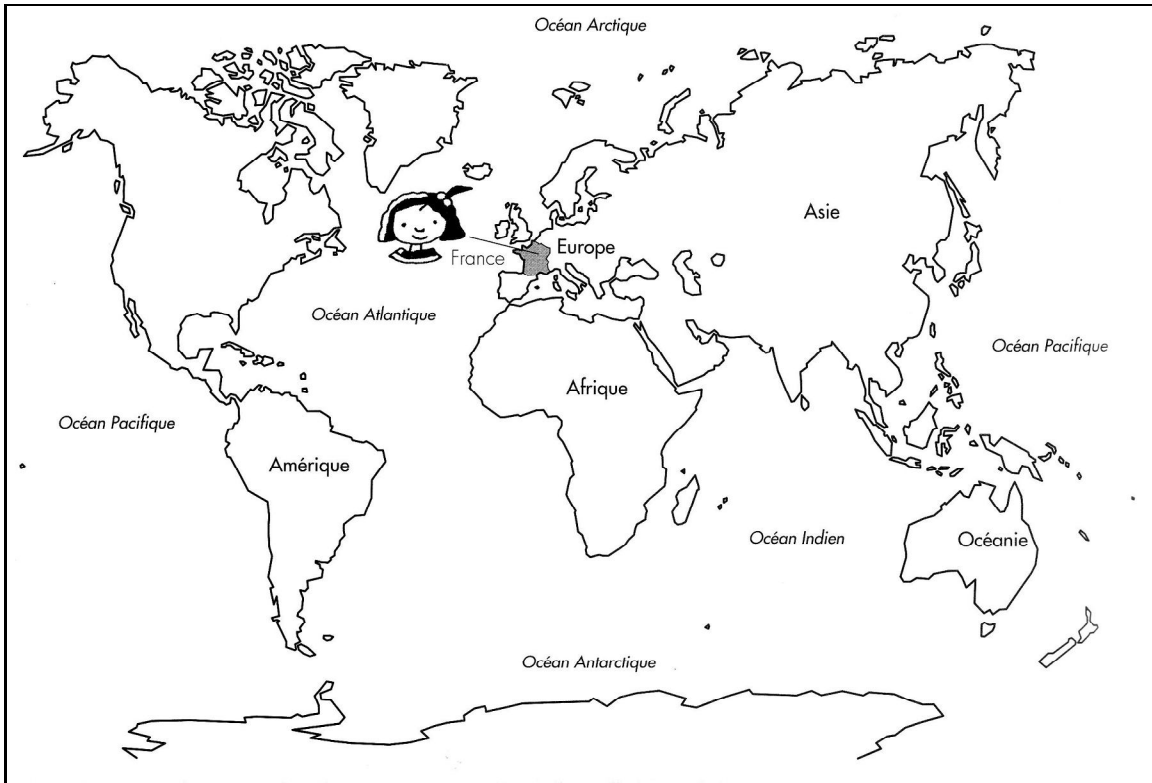 Océan Arctique
Asie
Europe
France
Océan Atlantique
Océan Pacifique
Afrique
Océan Pacifique
Amérique
Océan Indien
Océanie
Océan Antarctique